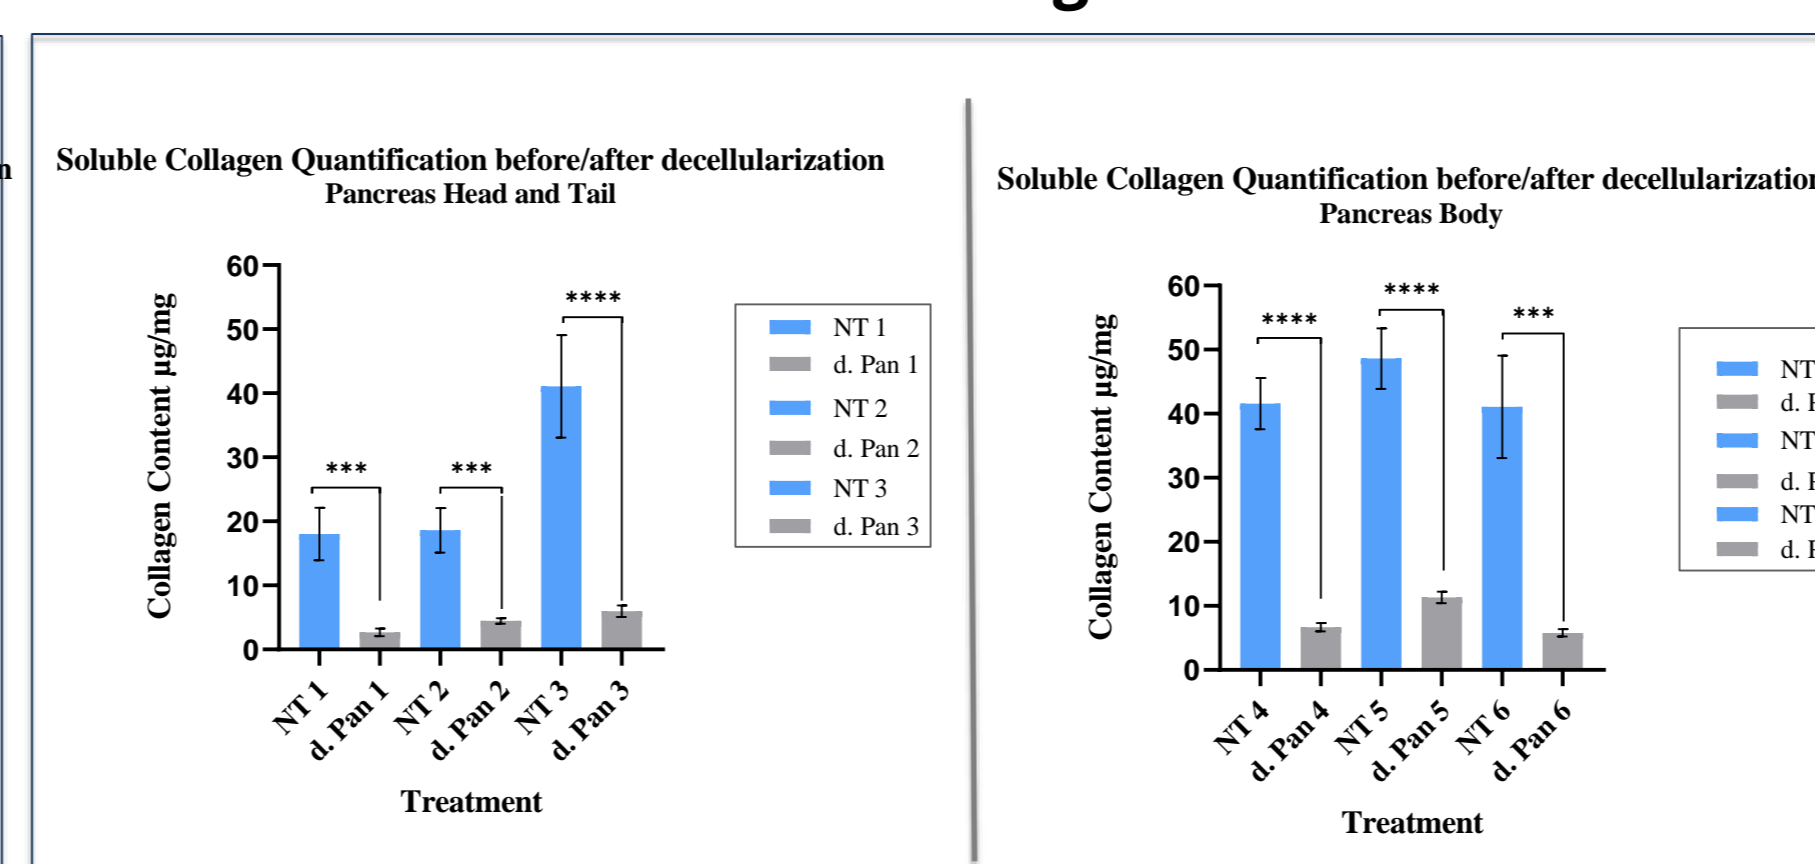 g
n
Soluble Collagen Quantification before/after decellularization
Pancreas Head and Tail
60
50
40
30
20
10
0
Collagen Content µg/mg
***
***
****
NT 1
d. Pan 1
NT 2
d. Pan 2
NT 3
d. Pan 3
Treatment
NT 1
d. Pan 1
NT 2
d. Pan 2
NT 3
d. Pan 3
Soluble Collagen Quantification before/after decellularization
Pancreas Body
60
50
40
30
20
10
0
Collagen Content µg/mg
****
****
***
NT 4
d. Pan 4
NT 5
d. Pan 5
NT 6
d. Pan 6
Treatment
NT
d. P
NT
d. P
NT
d. P